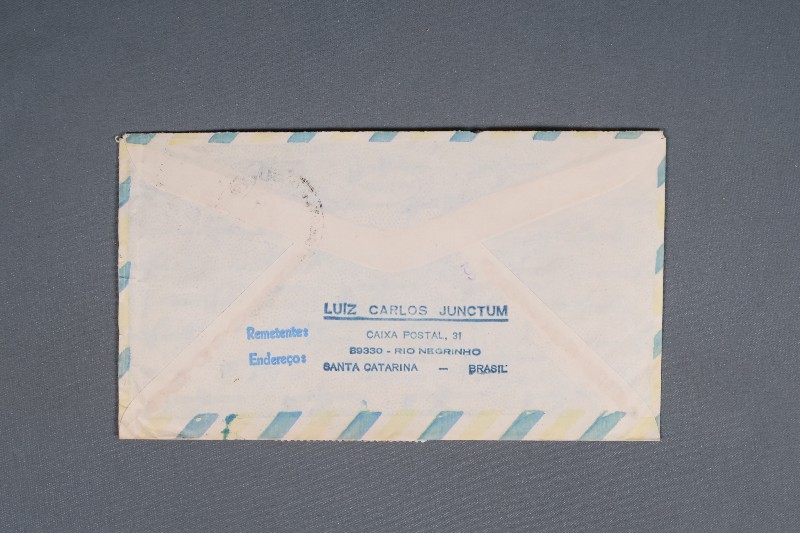 LUIZ CARLOS JUNCTUM
Remetente: CAIXA POSTAL, 31
89330 - RIO NEGRINHO
Endereço: SANTA CATARINA — BRASIL